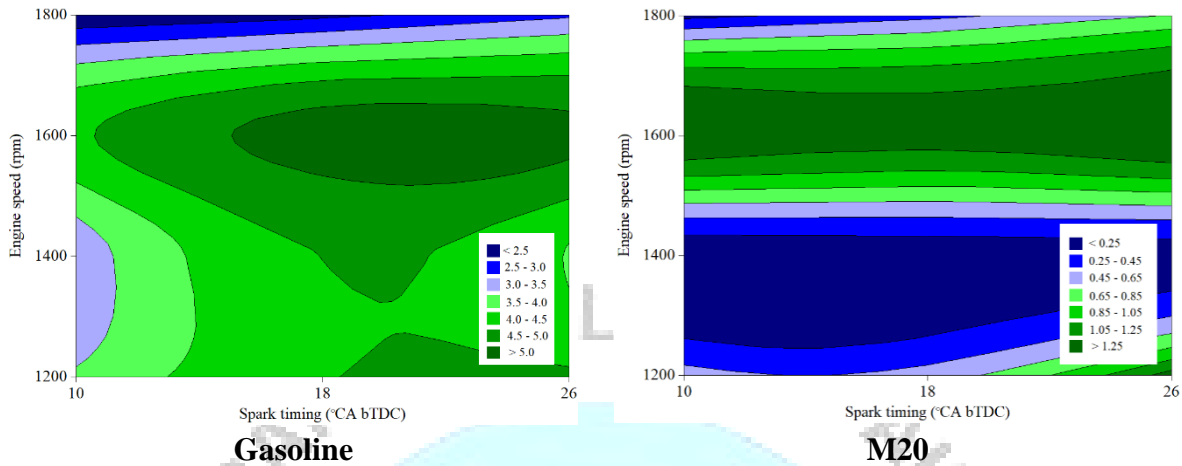 1800
1600
1400
1200
Engine speed (rpm)
10
18
26
Spark timing (°CA bTDC)
< 2.5
2.5 - 3.0
3.0 - 3.5
3.5 - 4.0
4.0 - 4.5
4.5 - 5.0
> 5.0
Gasoline
1800
1600
1400
1200
Engine speed (rpm)
10
18
26
Spark timing (°CA bTDC)
< 0.25
0.25 - 0.45
0.45 - 0.65
0.65 - 0.85
0.85 - 1.05
1.05 - 1.25
> 1.25
M20